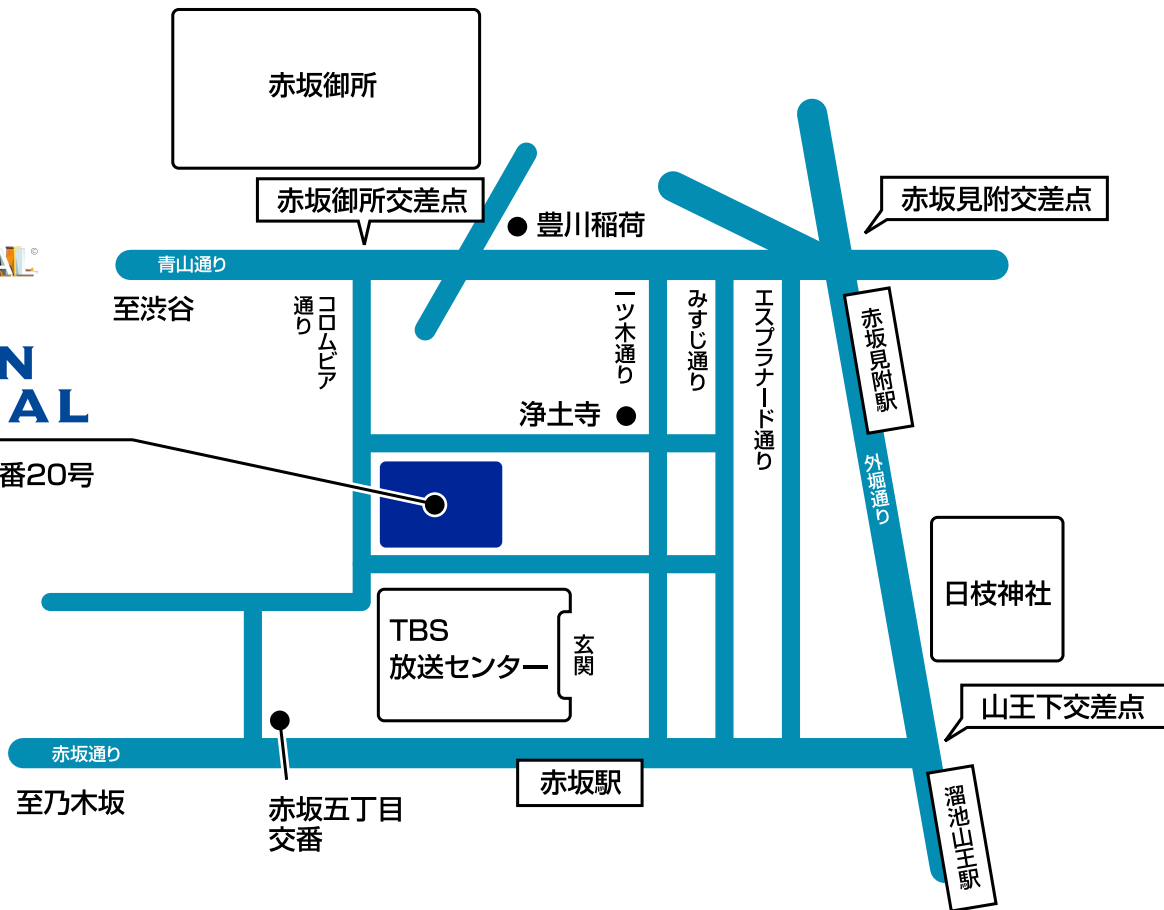 赤坂御所
赤坂御所交差点
豊川稲荷
赤坂見附交差点
青山通り
至渋谷
コロムビア
通り
一ツ木通り
みすじ通り
エスプラナード通り
赤坂見附駅
浄土寺
外堀通り
番20号
日枝神社
TBS
放送センター
玄関
山王下交差点
赤坂通り
赤坂駅
至乃木坂
赤坂五丁目
交番
溜池山王駅
N
AL
AL©